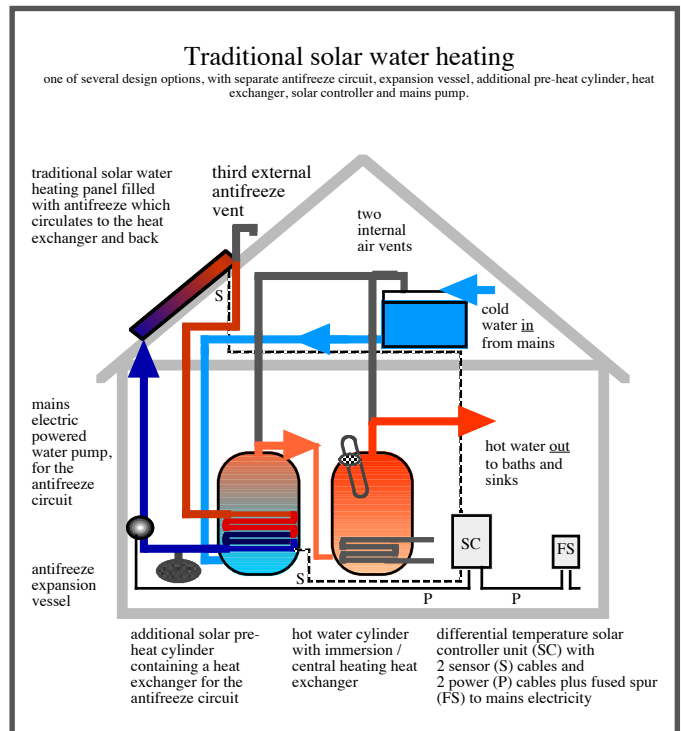 Traditional solar water heating
one of several design options, with separate antifreeze circuit, expansion vessel, additional pre-heat cylinder, heat
exchanger, solar controller and mains pump.
traditional solar water
heating panel filled
with antifreeze which
circulates to the heat
exchanger and back
third external
antifreeze
vent
two
internal
air vents
S
cold
water in
from mains
mains
electric
powered
water pump,
for the
antifreeze
circuit
hot water out
to baths and
sinks
SC
FS
antifreeze
expansion
vessel
S
P
P
additional solar pre-
heat cylinder
containing a heat
exchanger for the
antifreeze circuit
hot water cylinder
with immersion /
central heating heat
exchanger
differential temperature solar
controller unit (SC) with
2 sensor (S) cables and
2 power (P) cables plus fused spur
(FS) to mains electricity